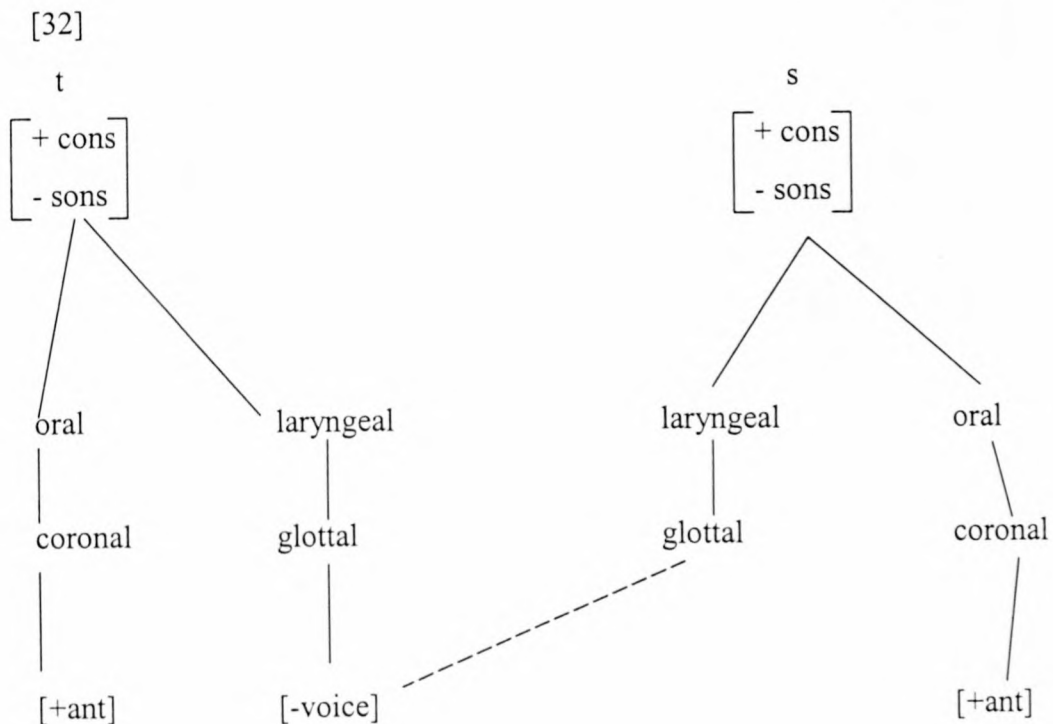 [32]
t s
+ cons + cons
- sons - sons
oral laryngeal laryngeal oral
coronal glottal glottal coronal
[+ant] [-voice] [+ant]